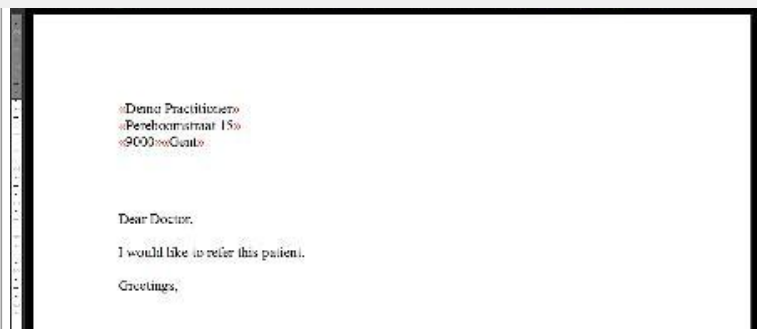 «Demo Practitioner»
«Pereboomstraat 15»
«9000»«Gent»
Dear Doctor,
I would like to refer this patient.
Greetings,